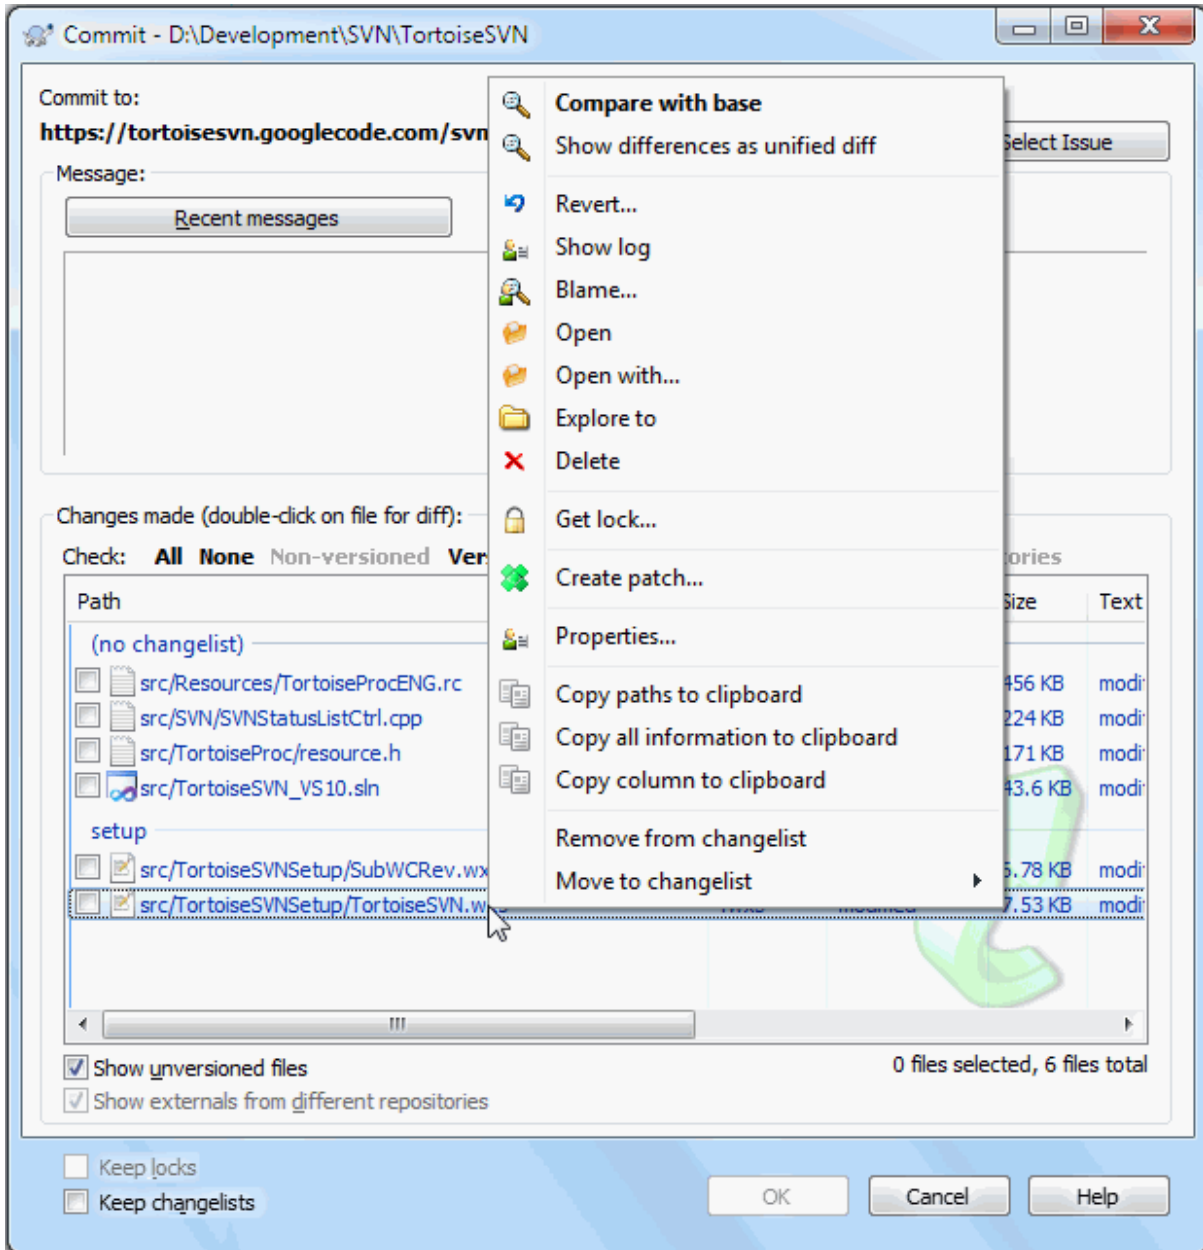 Commit - D:\Development\SVN\TortoiseSVN
Commit to:
https://tortoisesvn.googlecode.com/svn
Select Issue
Message:
Recent messages
Compare with base
Show differences as unified diff
Revert...
Show log
Blame...
Open
Open with...
Explore to
Delete
Get lock...
Create patch...
Properties...
Copy paths to clipboard
Copy all information to clipboard
Copy column to clipboard
Remove from changelist
Move to changelist
Changes made (double-click on file for diff):
Check: All None Non-versioned Ver ories
Path Size Text
(no changelist)
src/Resources/TortoiseProcENG.rc 456 KB modi
src/SVN/SVNStatusListCtrl.cpp 224 KB modi
src/TortoiseProc/resource.h 171 KB modi
src/TortoiseSVN_VS10.sln 43.6 KB modi
setup
src/TortoiseSVNSetup/SubWCRev.wx 5.78 KB modi
src/TortoiseSVNSetup/TortoiseSVN.w 7.53 KB modi
Show unversioned files 0 files selected, 6 files total
Show externals from different repositories
Keep locks
Keep changelists
OK Cancel Help